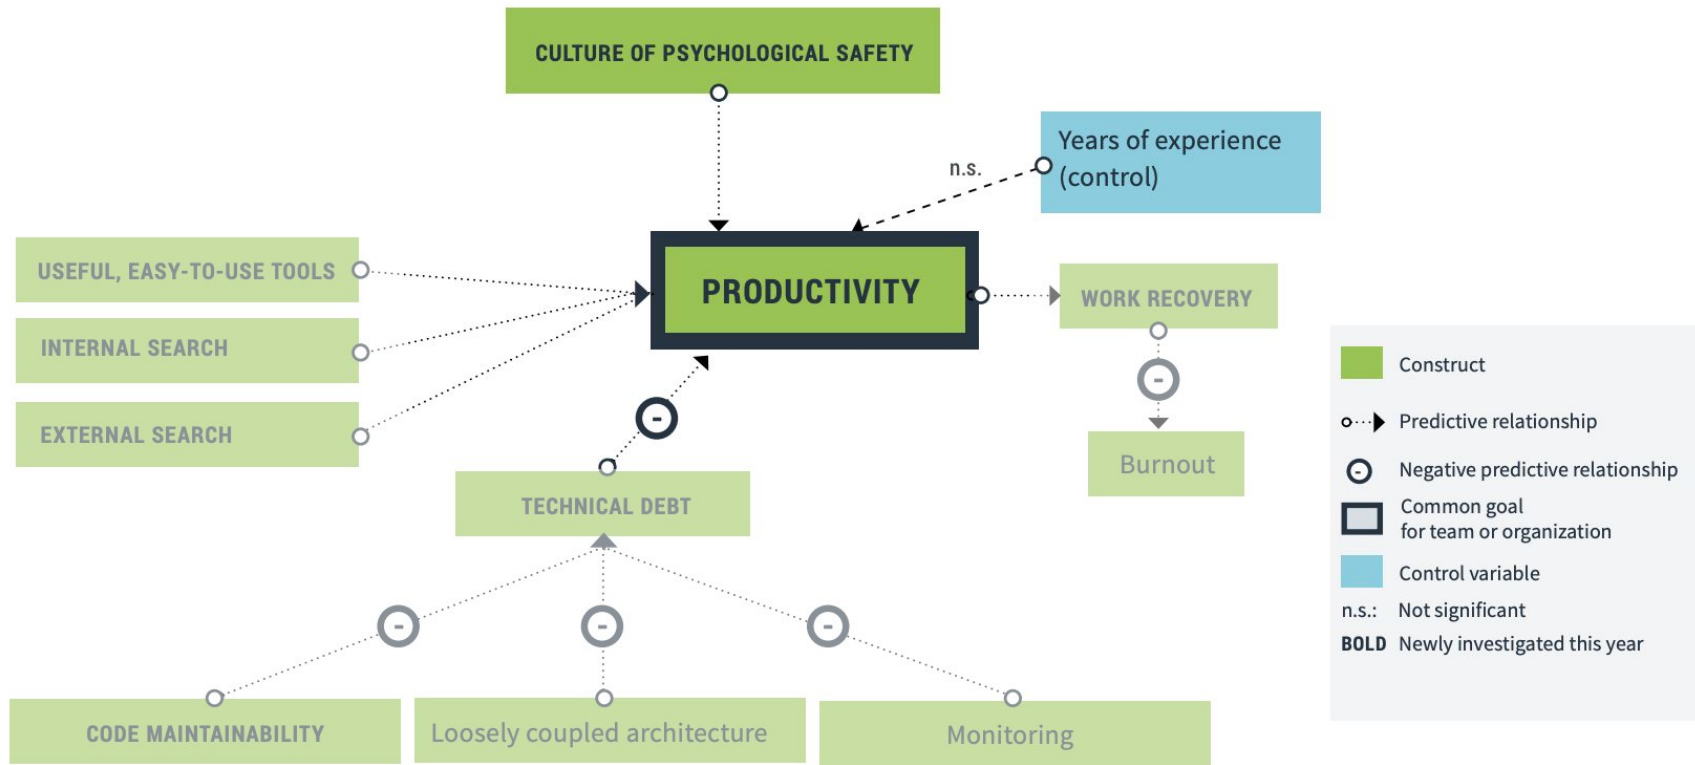 CULTURE OF PSYCHOLOGICAL SAFETY
Years of experience
(control)
n.s.
USEFUL, EASY-TO-USE TOOLS
PRODUCTIVITY
WORK RECOVERY
INTERNAL SEARCH
EXTERNAL SEARCH
-
-
Burnout
TECHNICAL DEBT
-
-
-
CODE MAINTAINABILITY
Loosely coupled architecture
Monitoring
Construct
Predictive relationship
- Negative predictive relationship
Common goal
for team or organization
Control variable
n.s.: Not significant
BOLD Newly investigated this year